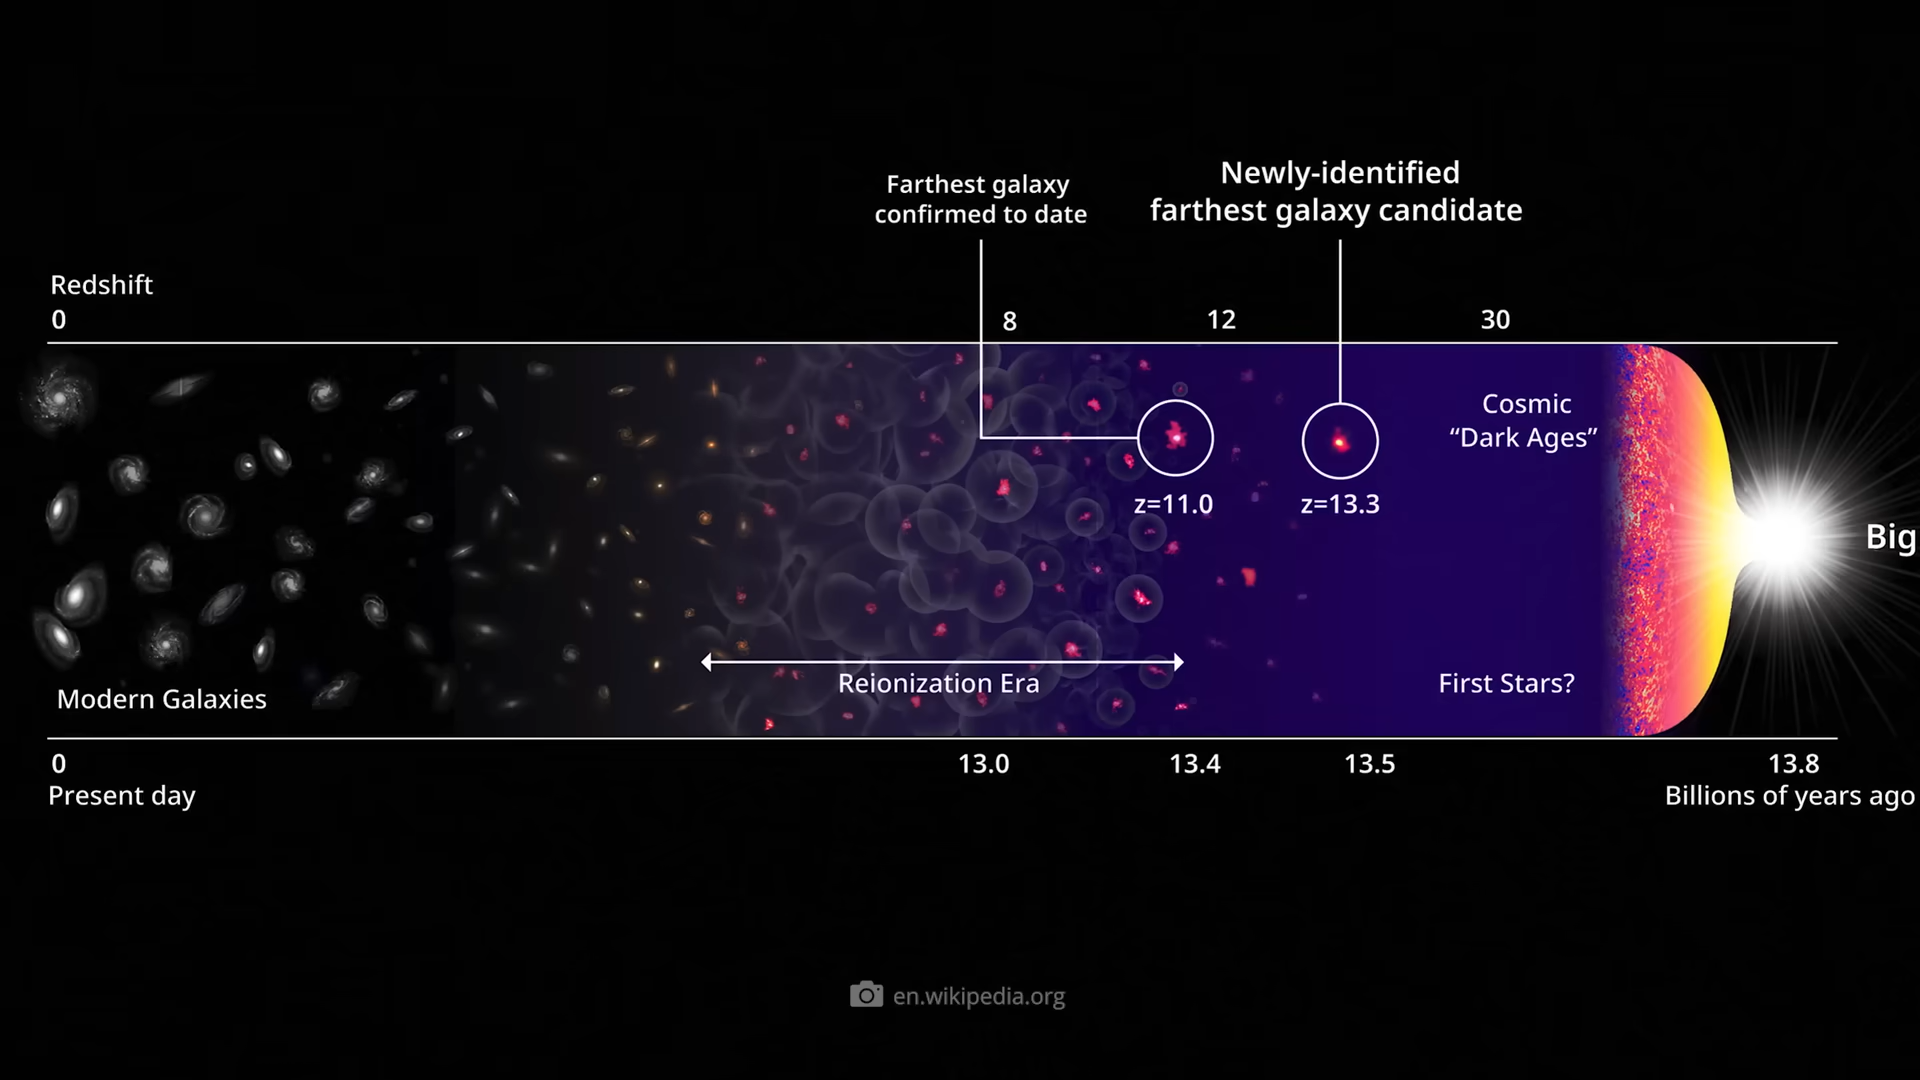 Farthest galaxy
confirmed to date
Newly-identified
farthest galaxy candidate
Redshift
0
8
12
30
Cosmic
“Dark Ages”
z=11.0
z=13.3
Big
Reionization Era
First Stars?
Modern Galaxies
0
13.0
13.4
13.5
13.8
Present day
Billions of years ago
en.wikipedia.org